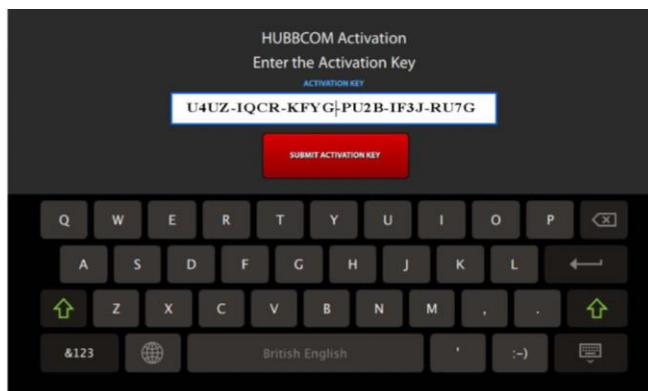 HUBBCOM Activation
Enter the Activation Key
ACTIVATION KEY
U4UZ-IQCR-KFYG-PU2B-IF3J-RU7G
SUBMIT ACTIVATION KEY
Q W E R T Y U I O P
A S D F G H J K L
Z X C V B N M , .
&123 British English ' :-)